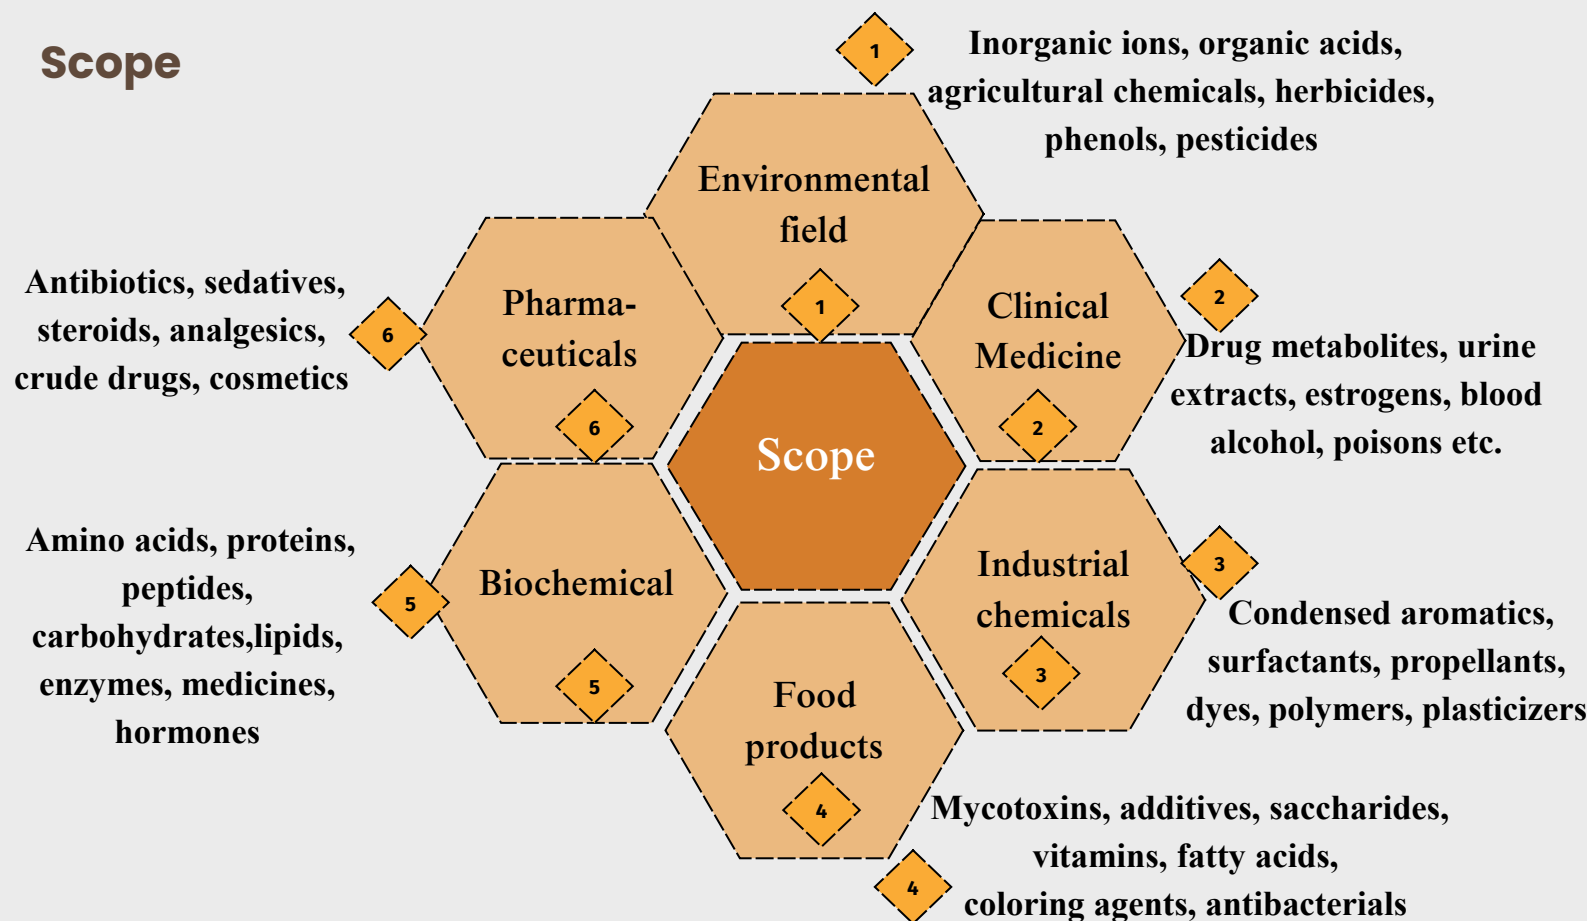 Scope
1
Inorganic ions, organic acids,
agricultural chemicals, herbicides,
phenols, pesticides
Environmental
field
1
Clinical
Medicine
2
2
Drug metabolites, urine
extracts, estrogens, blood
alcohol, poisons etc.
Industrial
chemicals
3
3
Condensed aromatics,
surfactants, propellants,
dyes, polymers, plasticizers
Food
products
4
4
Mycotoxins, additives, saccharides,
vitamins, fatty acids,
coloring agents, antibacterials
Biochemical
5
5
Amino acids, proteins,
peptides,
carbohydrates,lipids,
enzymes, medicines,
hormones
Pharma-
ceuticals
6
6
Antibiotics, sedatives,
steroids, analgesics,
crude drugs, cosmetics
Scope